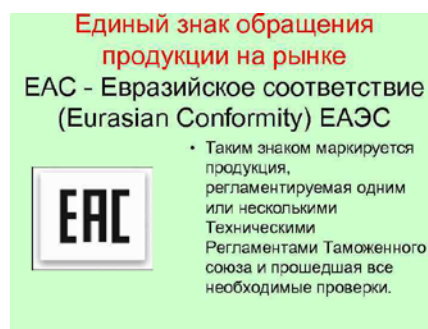 Единый знак обращения
продукции на рынке
ЕАС - Евразийское соответствие
(Eurasian Conformity) ЕАЭС
• Таким знаком маркируется
продукция,
регламентируемая одним
или несколькими
Техническими
Регламентами Таможенного
союза и прошедшая все
необходимые проверки.
ЕАС